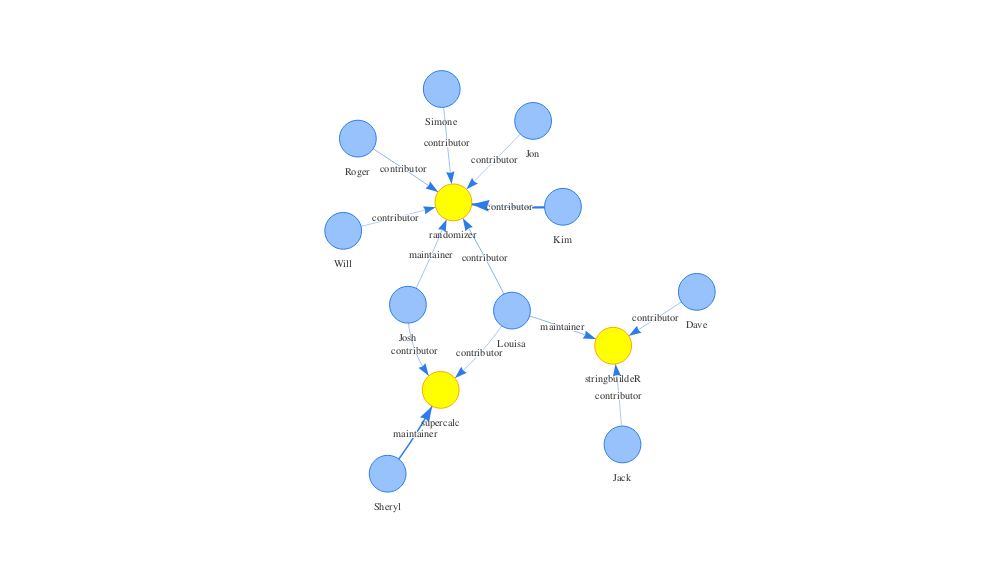 Simone
contributor
Jon
contributor
Roger
contributor
contributor
contributor
randomizer
Kim
Will
maintainer
contributor
Dave
contributor
maintainer
Josh
Louisa
contributor
contributor
stringbuildeR
contributor
supercalc
maintainer
Jack
Sheryl